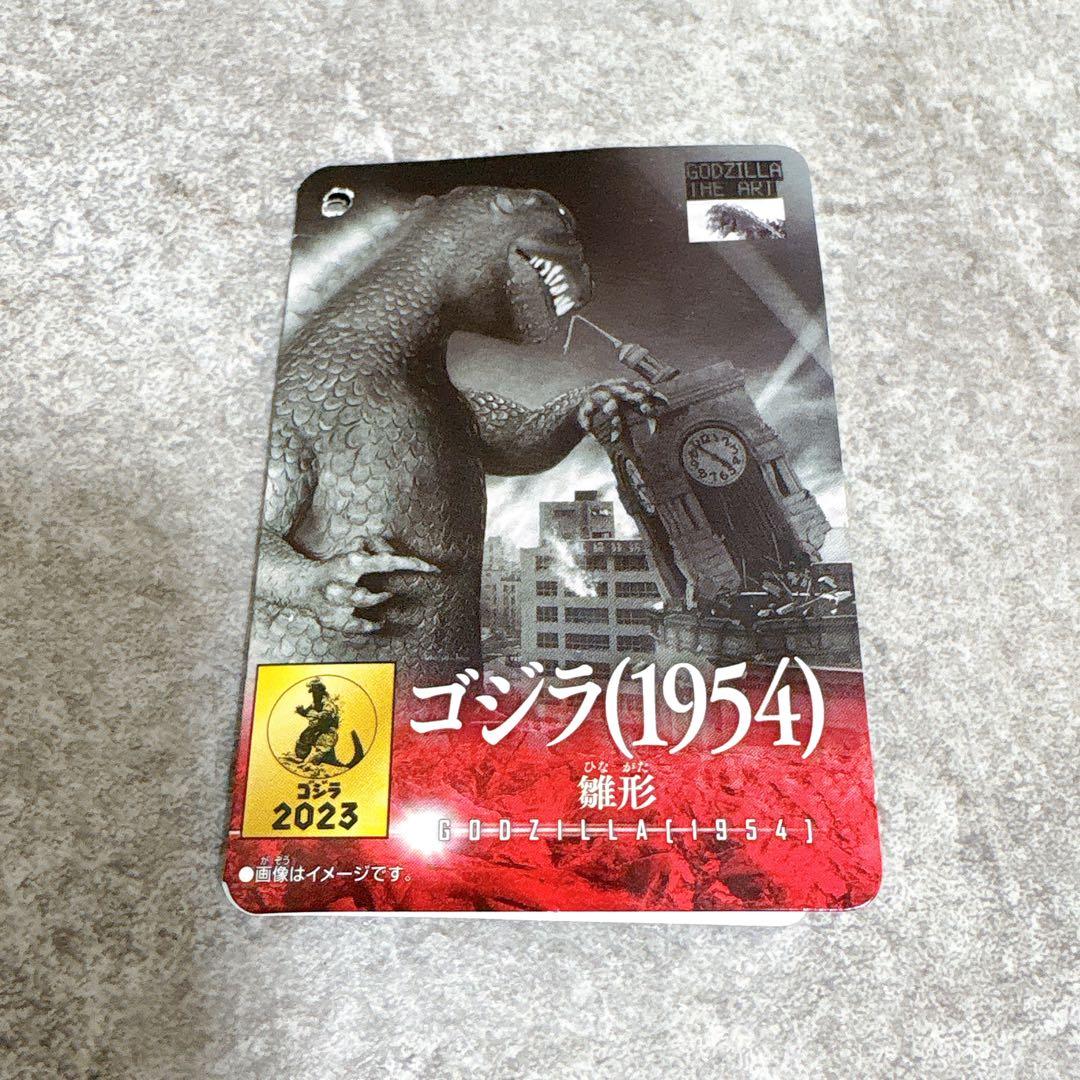 GODZILLA
THE ART
ゴジラ(1954)
ひな がた
雛形
GODZILLA[1954]
ゴジラ
2023
がぞう
●画像はイメージです。